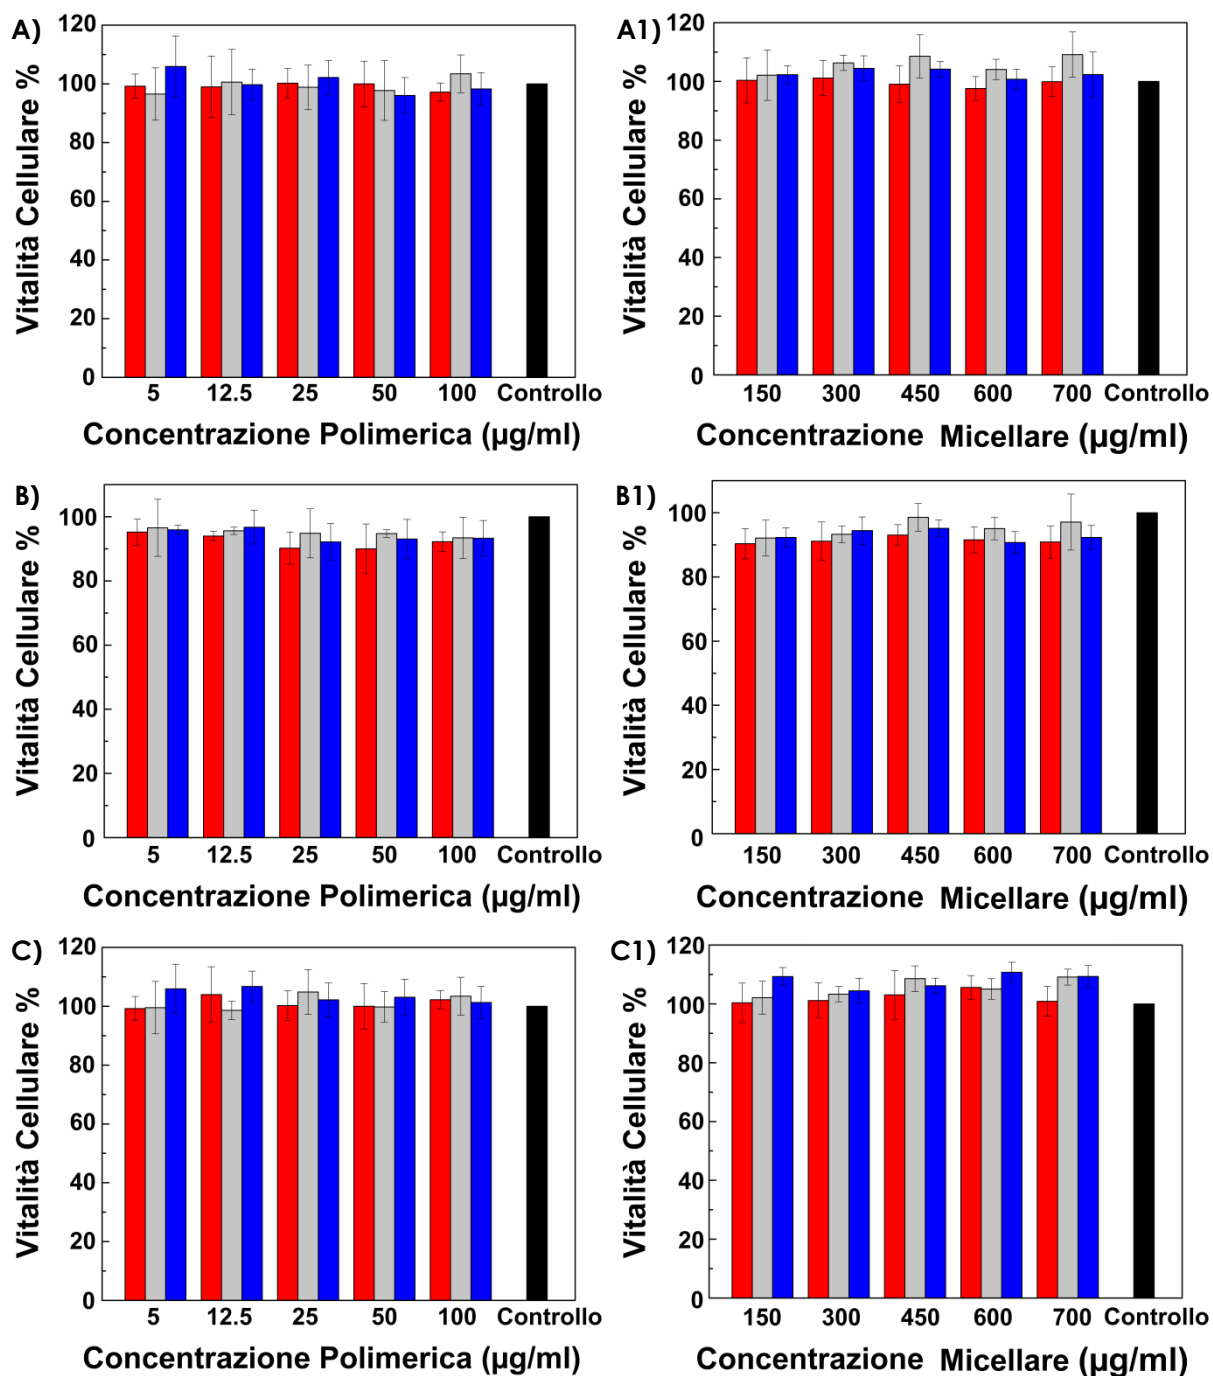 A)
Vitalità Cellulare %
120
100
80
60
40
20
0
5 12.5 25 50 100 Controllo
Concentrazione Polimerica (µg/ml)
A1)
Vitalità Cellulare %
120
100
80
60
40
20
0
150 300 450 600 700 Controllo
Concentrazione Micellare (µg/ml)
B)
Vitalità Cellulare %
100
80
60
40
20
0
5 12.5 25 50 100 Controllo
Concentrazione Polimerica (µg/ml)
B1)
Vitalità Cellulare %
100
80
60
40
20
0
150 300 450 600 700 Controllo
Concentrazione Micellare (µg/ml)
C)
Vitalità Cellulare %
120
100
80
60
40
20
0
5 12.5 25 50 100 Controllo
Concentrazione Polimerica (µg/ml)
C1)
Vitalità Cellulare %
120
100
80
60
40
20
0
150 300 450 600 700 Controllo
Concentrazione Micellare (µg/ml)